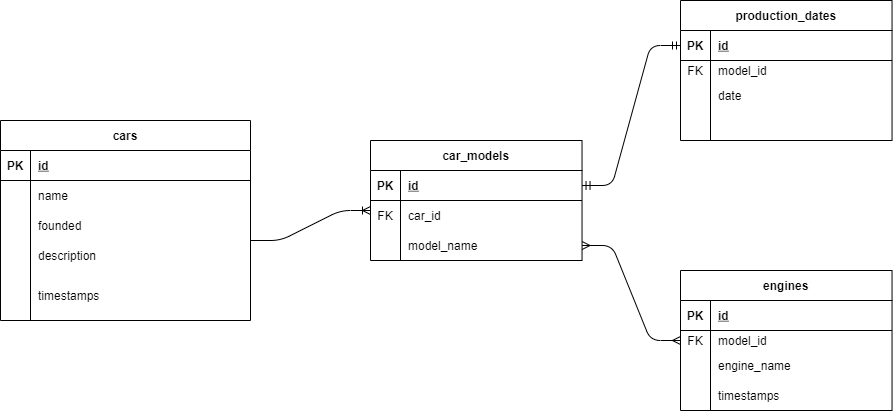 cars
PK id
name
founded
description
timestamps
car_models
PK id
FK car_id
model_name
production_dates
PK id
FK model_id
date
engines
PK id
FK model_id
engine_name
timestamps